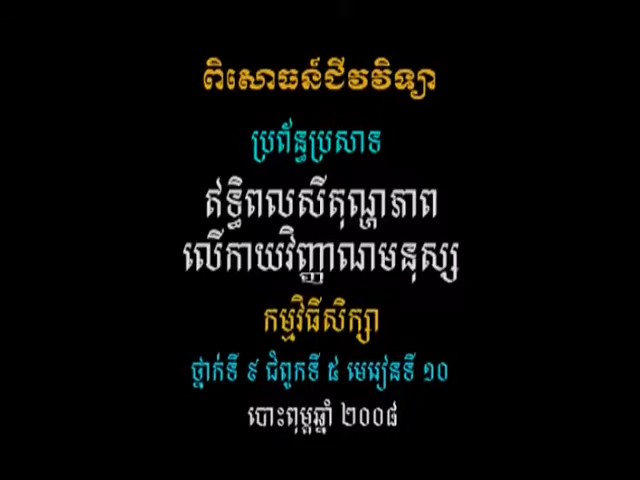 ពិសោធន៍ជីវវិទ្យា
ប្រព័ន្ធប្រសាទ
ឥទ្ធិពលសីតុណ្ហភាព
លើកាយវិញ្ញាណមនុស្ស
កម្មវិធីសិក្សា
ថ្នាក់ទី ៩ ជំពូកទី ៥ មេរៀនទី ១០
បោះពុម្ពឆ្នាំ ២០០៨